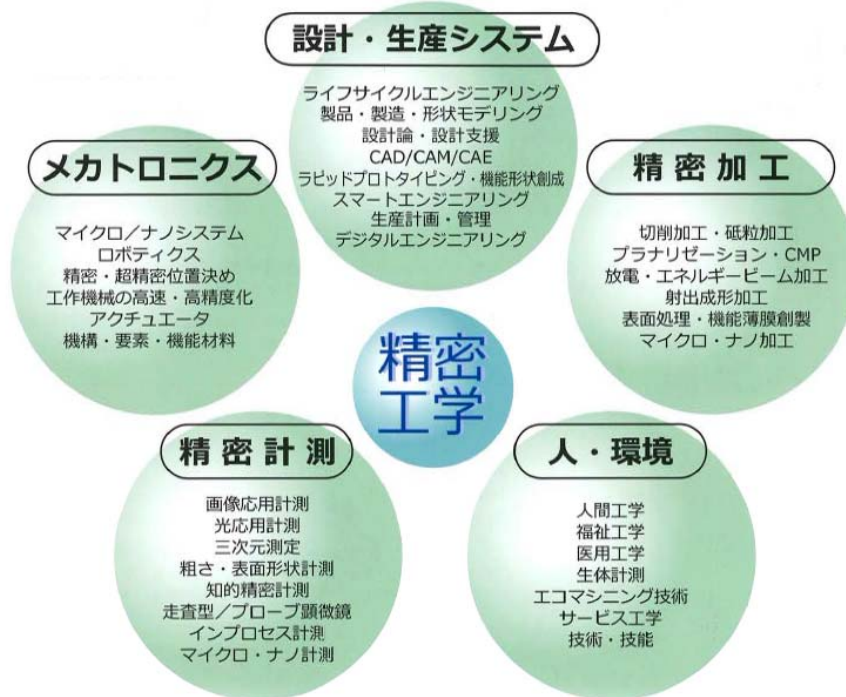 設計・生産システム
ライフサイクルエンジニアリング
製品・製造・形状モデリング
設計論・設計支援
CAD/CAM/CAE
ラピッドプロトタイピング・機能形状創成
スマートエンジニアリング
生産計画・管理
デジタルエンジニアリング
メカトロニクス
マイクロ／ナノシステム
ロボティクス
精密・超精密位置決め
工作機械の高速・高精度化
アクチュエータ
機構・要素・機能材料
精密加工
切削加工・砥粒加工
プラナリゼーション・CMP
放電・エネルギービーム加工
射出成形加工
表面処理・機能薄膜創製
マイクロ・ナノ加工
精密
工学
精密計測
画像応用計測
光応用計測
三次元測定
粗さ・表面形状計測
知的精密計測
走査型／プローブ顕微鏡
インプロセス計測
マイクロ・ナノ計測
人・環境
人間工学
福祉工学
医用工学
生体計測
エコマシニング技術
サービス工学
技術・技能